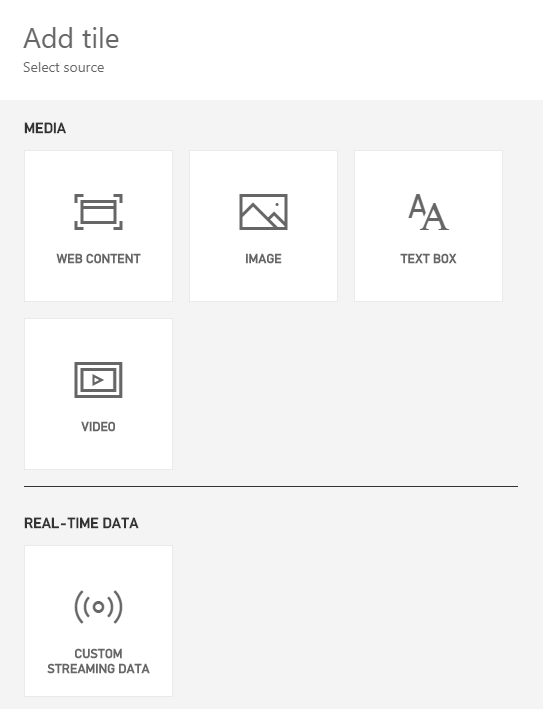 Add tile
Select source
MEDIA
WEB CONTENT
IMAGE
TEXT BOX
VIDEO
REAL-TIME DATA
CUSTOM
STREAMING DATA